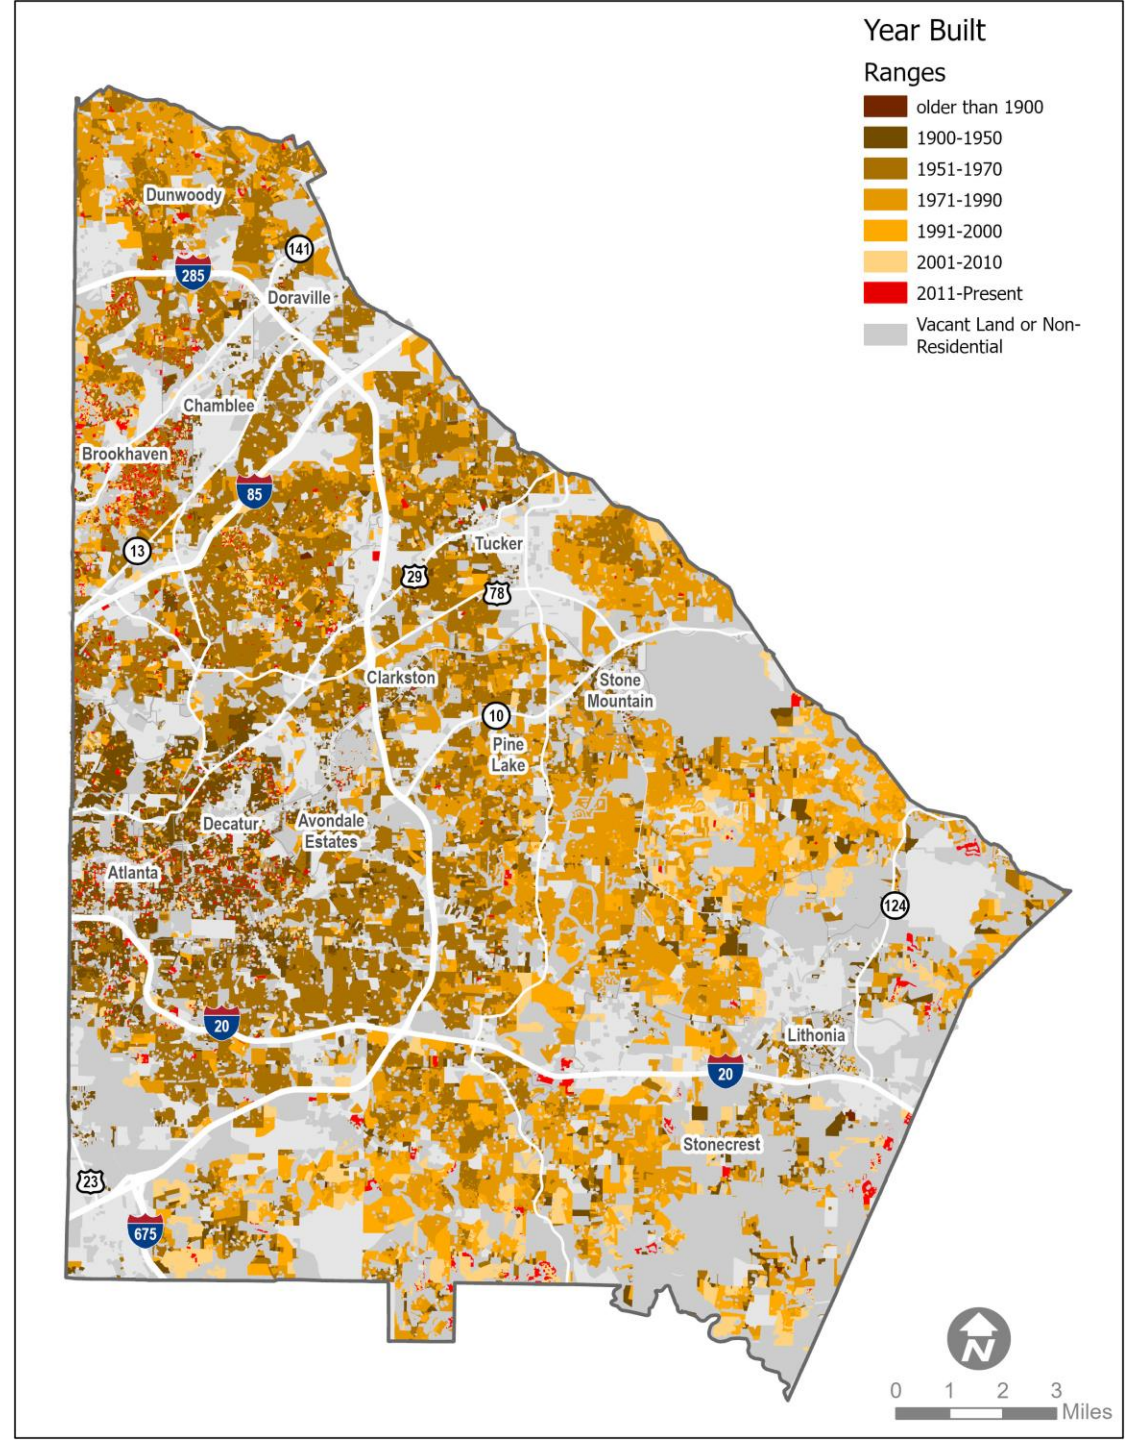 Year Built
Ranges
older than 1900
1900-1950
1951-1970
1971-1990
1991-2000
2001-2010
2011-Present
Vacant Land or Non-
Residential
Dunwoody
141
285
Doraville
Chamblee
Brookhaven
85
13
Tucker
29
78
Clarkston
Stone
Mountain
10
Pine
Lake
Decatur
Avondale
Estates
Atlanta
124
20
Lithonia
20
Stonecrest
23
675
N
0 1 2 3
Miles